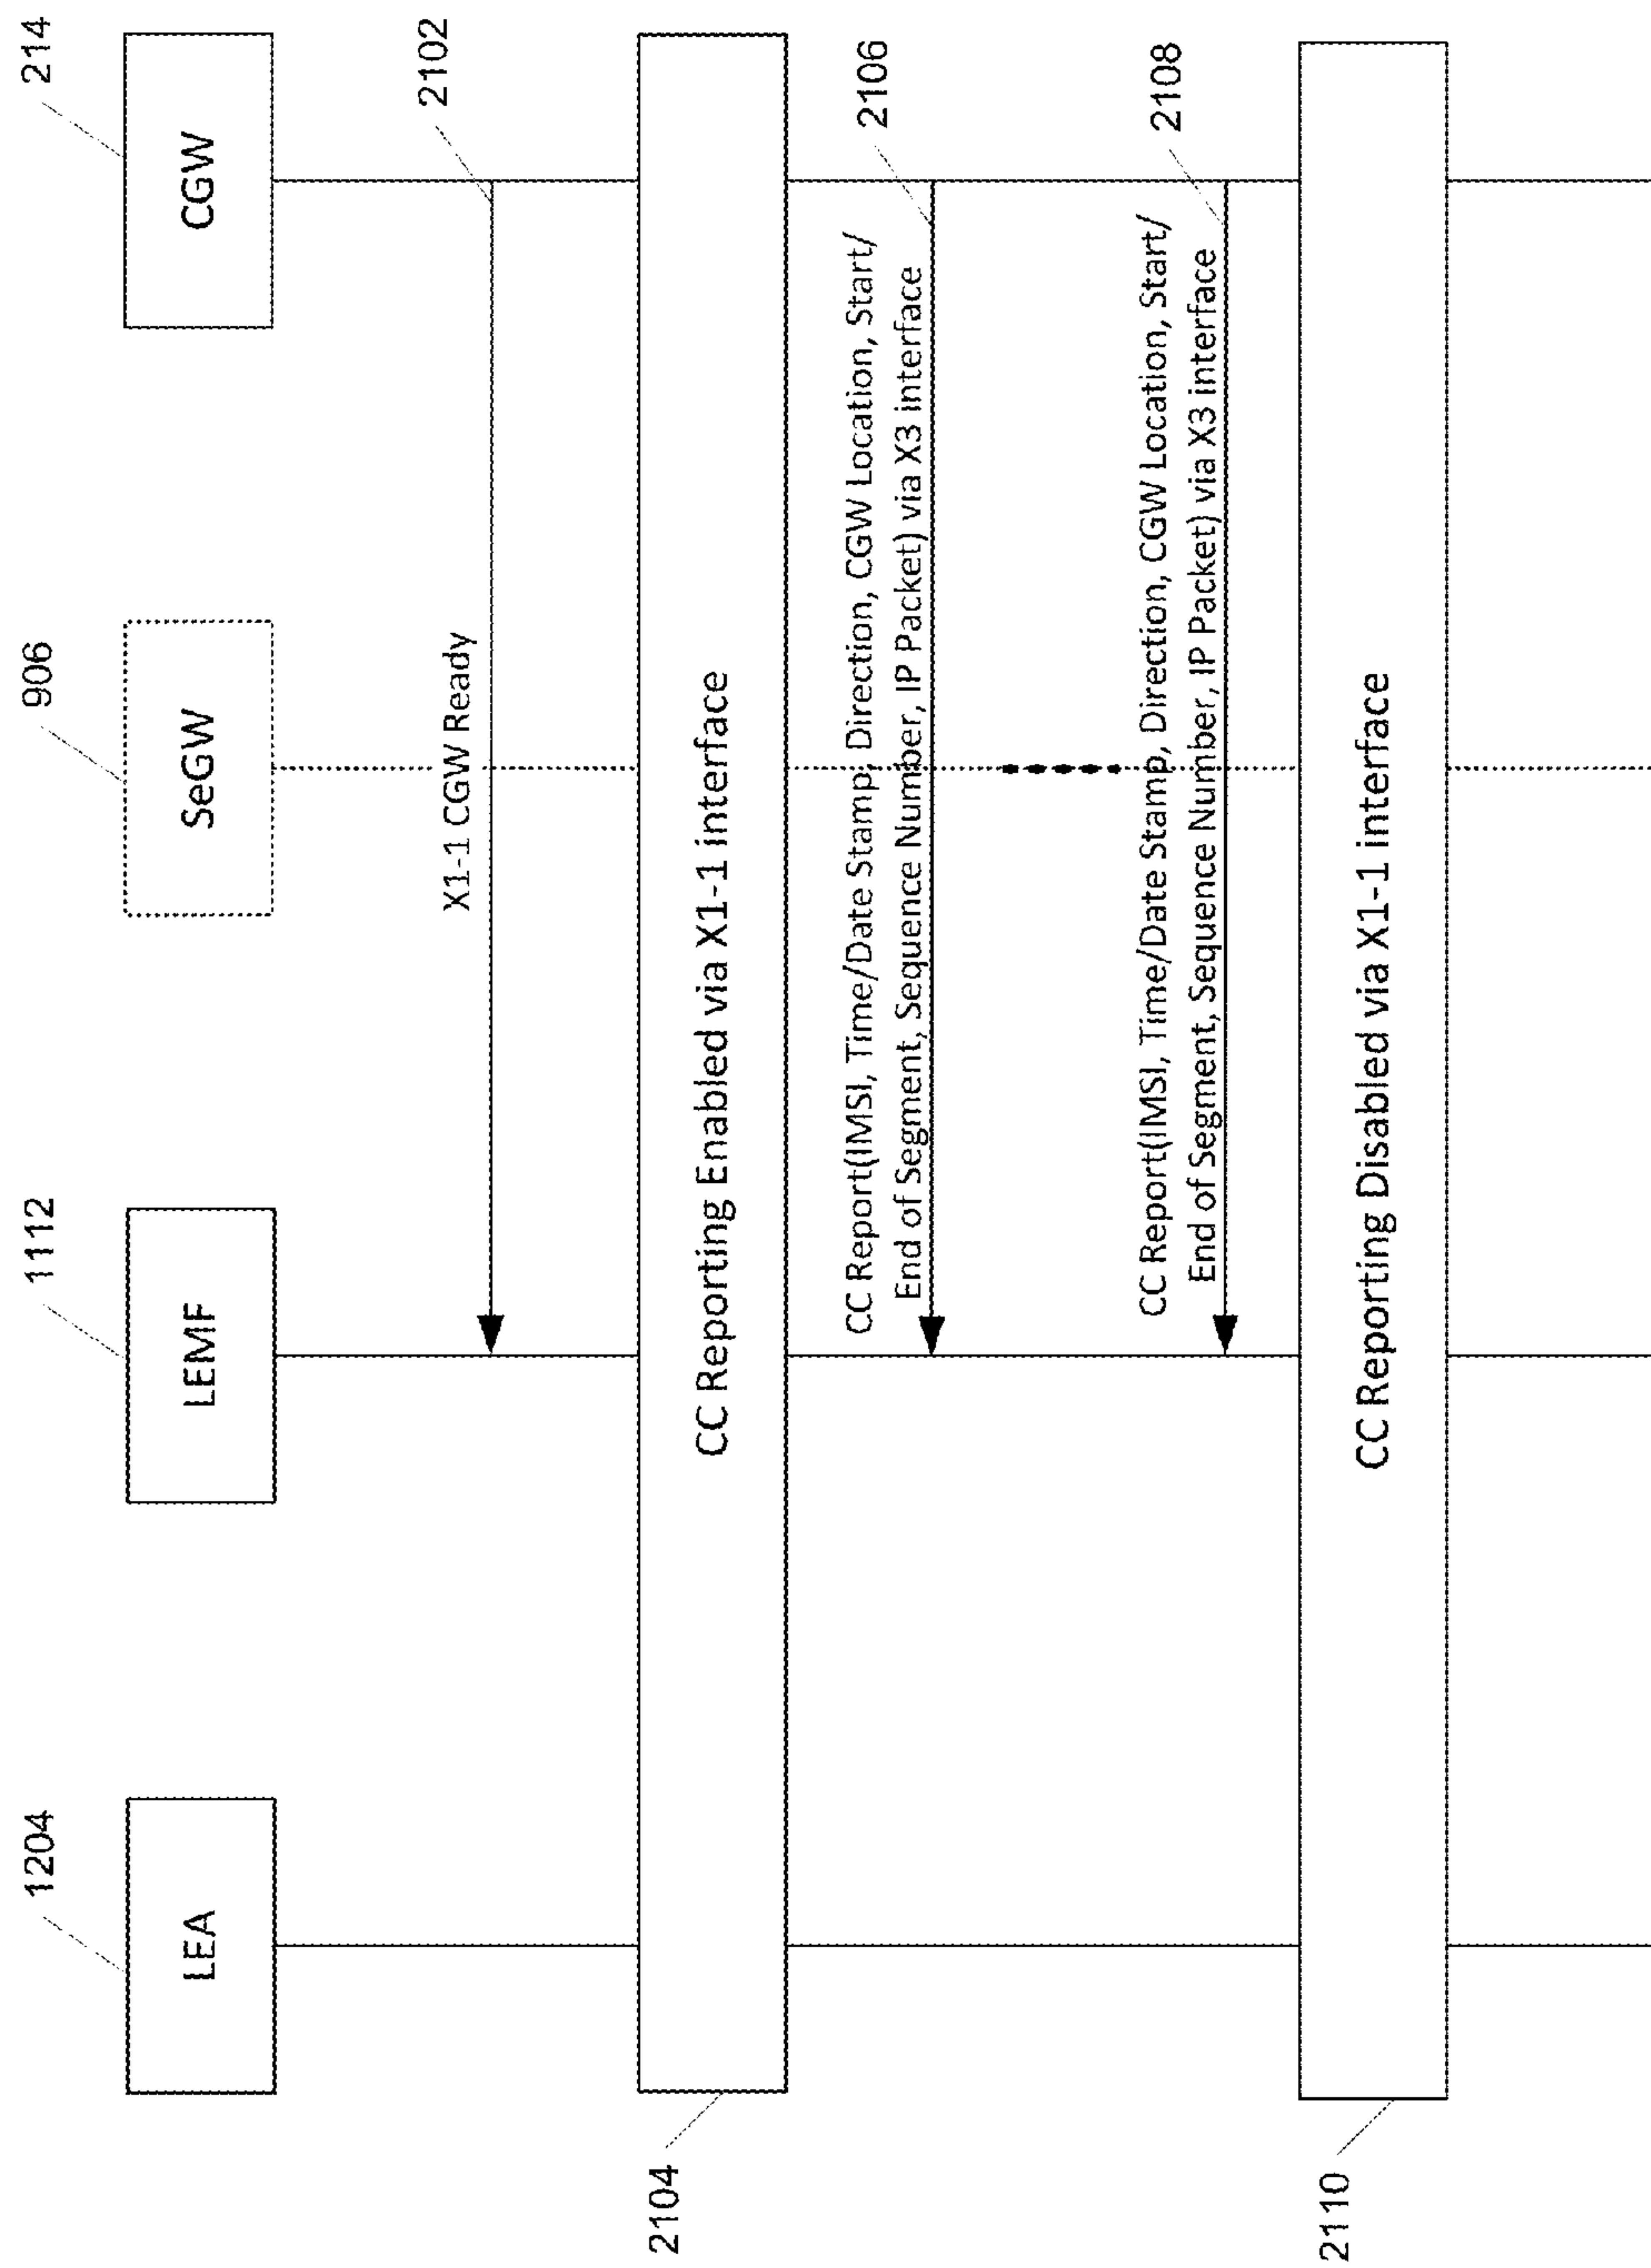 1204
1112
906
214
LEA
LEMF
SeGW
CGW
2102
X1-1 CGW Ready
2104
CC Reporting Enabled via X1-1 interface
2106
CC Report(IMSI, Time/Date Stamp, Direction, CGW Location, Start/
End of Segment, Sequence Number, IP Packet) via X3 interface
2108
CC Report(IMSI, Time/Date Stamp, Direction, CGW Location, Start/
End of Segment, Sequence Number, IP Packet) via X3 interface
2110
CC Reporting Disabled via X1-1 interface